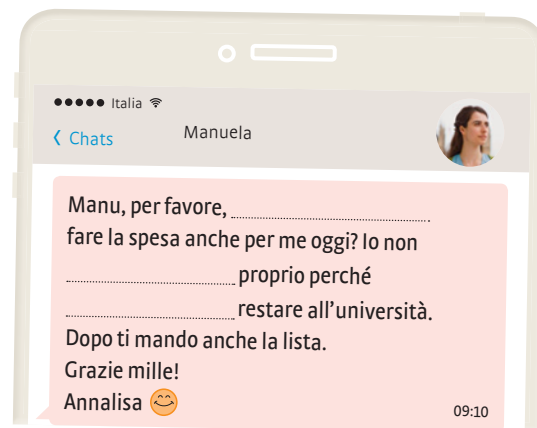 Italia
Chats
Manuela
Manu, per favore, ..............................
fare la spesa anche per me oggi? Io non
.............................. proprio perché
.............................. restare all'università.
Dopo ti mando anche la lista.
Grazie mille!
Annalisa 😊
09:10